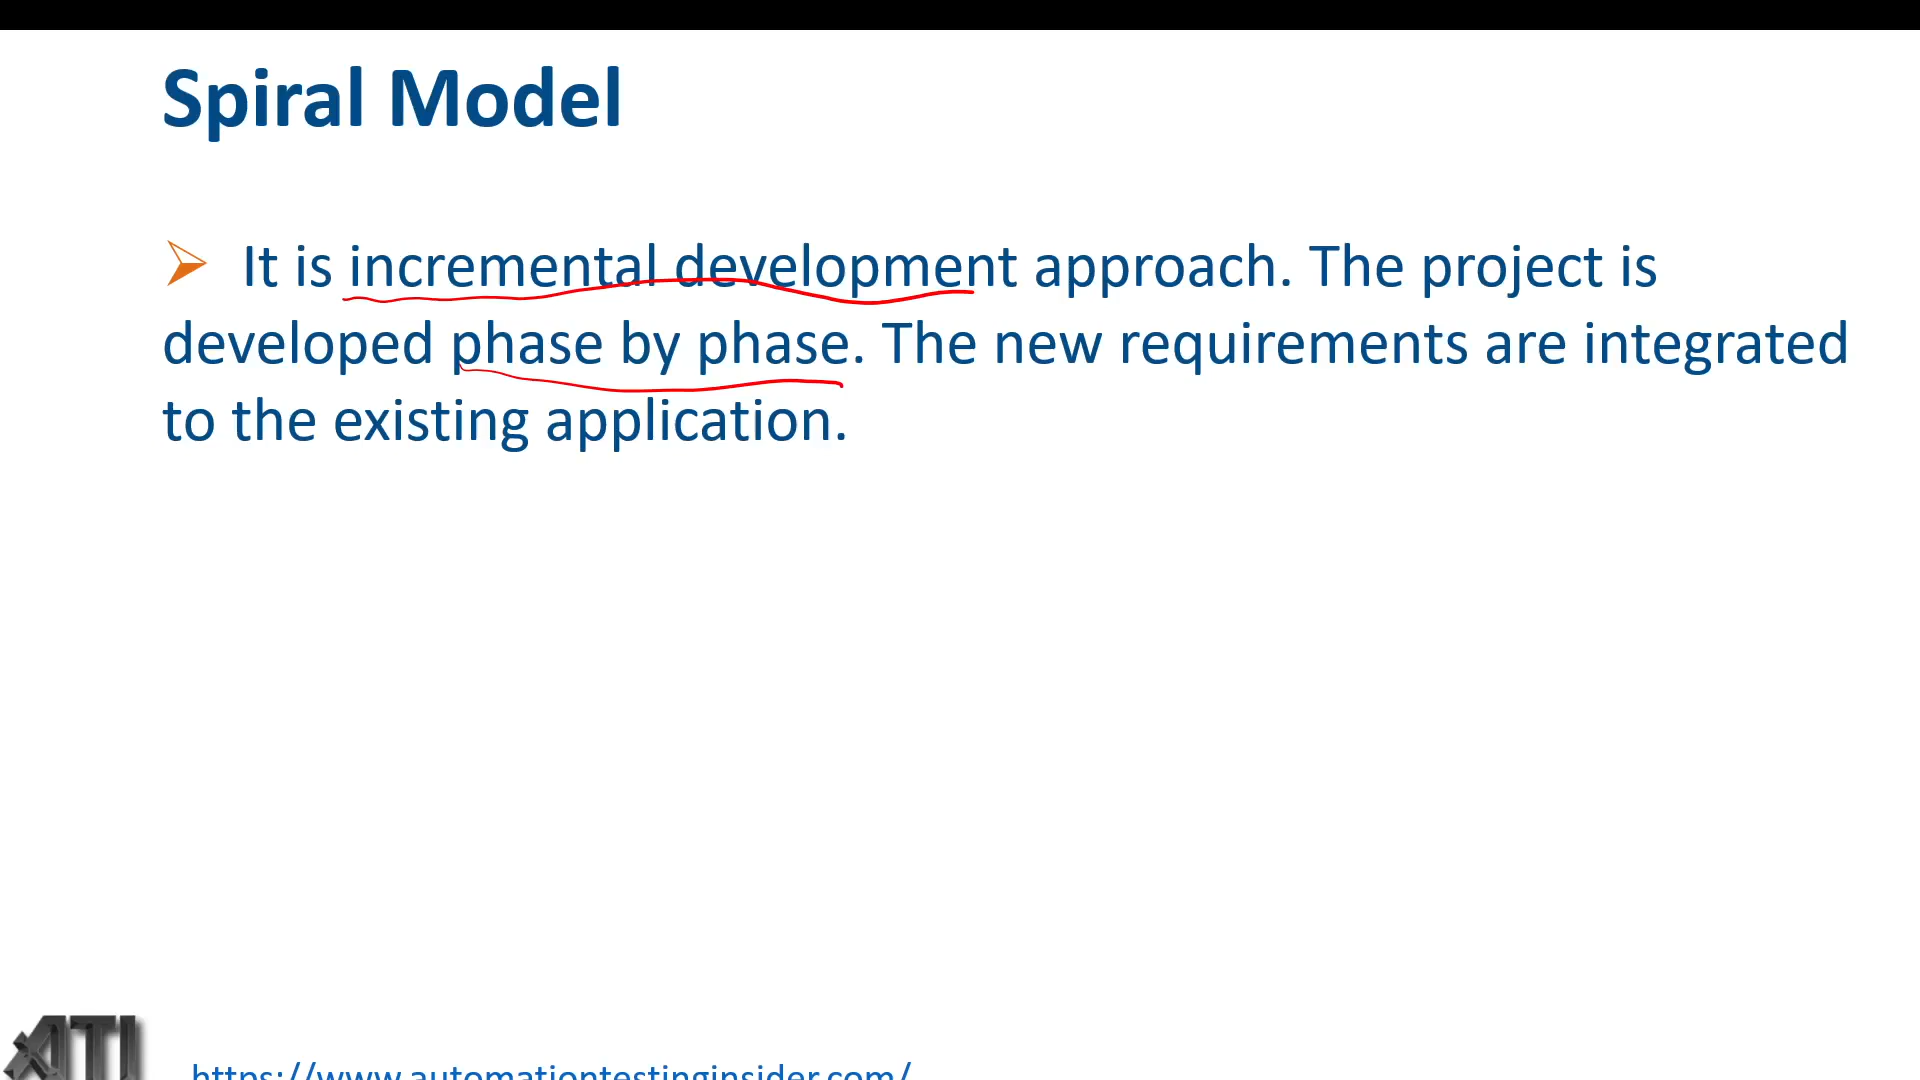 Spiral Model
It is incremental development approach. The project is
developed phase by phase. The new requirements are integrated
to the existing application.
ATI
https://www.automationtestinginsider.com/